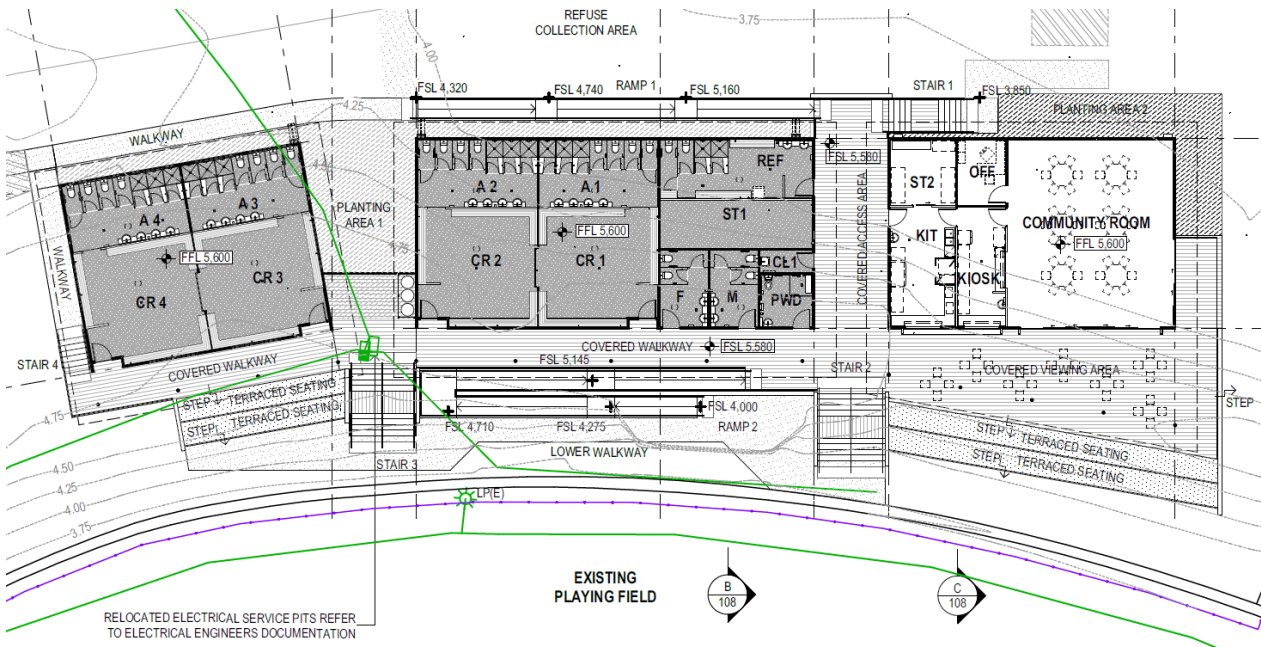 REFUSE
COLLECTION AREA
3.75
4.00
FSL 4,320
FSL 4,740
RAMP 1
FSL 5,160
STAIR 1
FSL 3,850
4.25
WALKWAY
PLANTING AREA 2
FSL 5,580
REF
ST2
OFF
A 2
A 1
A 3
A 4
PLANTING
AREA 1
ST1
COVERED ACCESS AREA
COMMUNITY ROOM
KIT
FFL 5,600
FFL 5,600
FFL 5,600
4.75
WALKWAY
CR 4
CR 3
CR 2
CR 1
CL1
KIOSK
F
M
PWD
COVERED WALKWAY
FSL 5,580
FSL 5,145
STAIR 4
COVERED WALKWAY
STAIR 2
COVERED VIEWING AREA
STEP
STEP
TERRACED SEATING
STEP
TERRACED SEATING
4.75
FSL 4,000
FSL 4,710
FSL 4,275
RAMP 2
STEP
TERRACED SEATING
STEP
TERRACED SEATING
LOWER WALKWAY
STAIR 3
4.50
4.25
4.00
3.75
LP(E)
EXISTING
PLAYING FIELD
B
108
C
108
RELOCATED ELECTRICAL SERVICE PITS REFER
TO ELECTRICAL ENGINEERS DOCUMENTATION